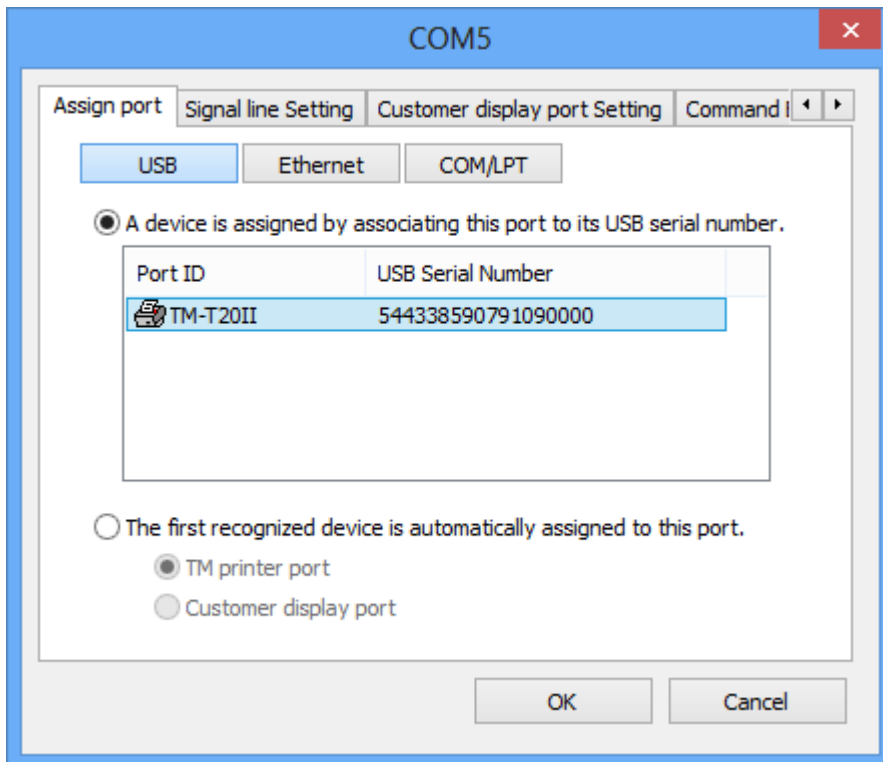 COM5
Assign port Signal line Setting Customer display port Setting Command
USB Ethernet COM/LPT
A device is assigned by associating this port to its USB serial number.
Port ID USB Serial Number
TM-T20II 544338590791090000
The first recognized device is automatically assigned to this port.
TM printer port
Customer display port
OK Cancel